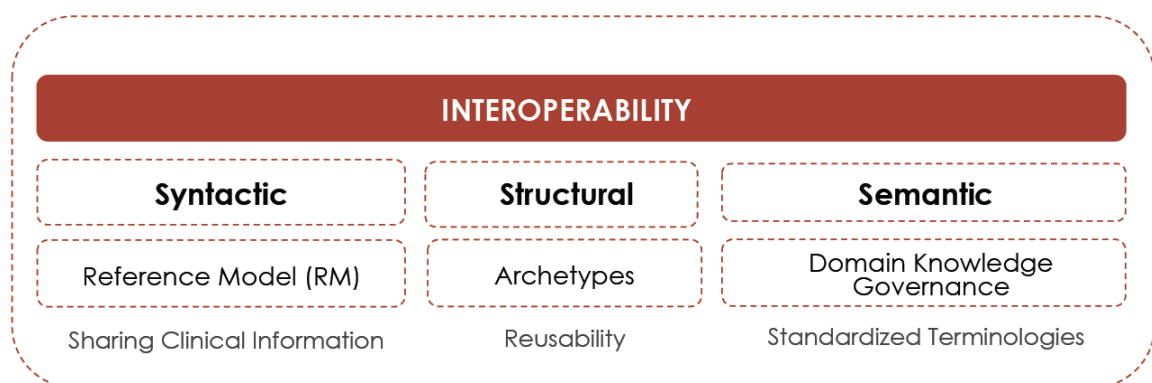 INTEROPERABILITY
Syntactic
Structural
Semantic
Reference Model (RM)
Archetypes
Domain Knowledge
Governance
Sharing Clinical Information
Reusability
Standardized Terminologies